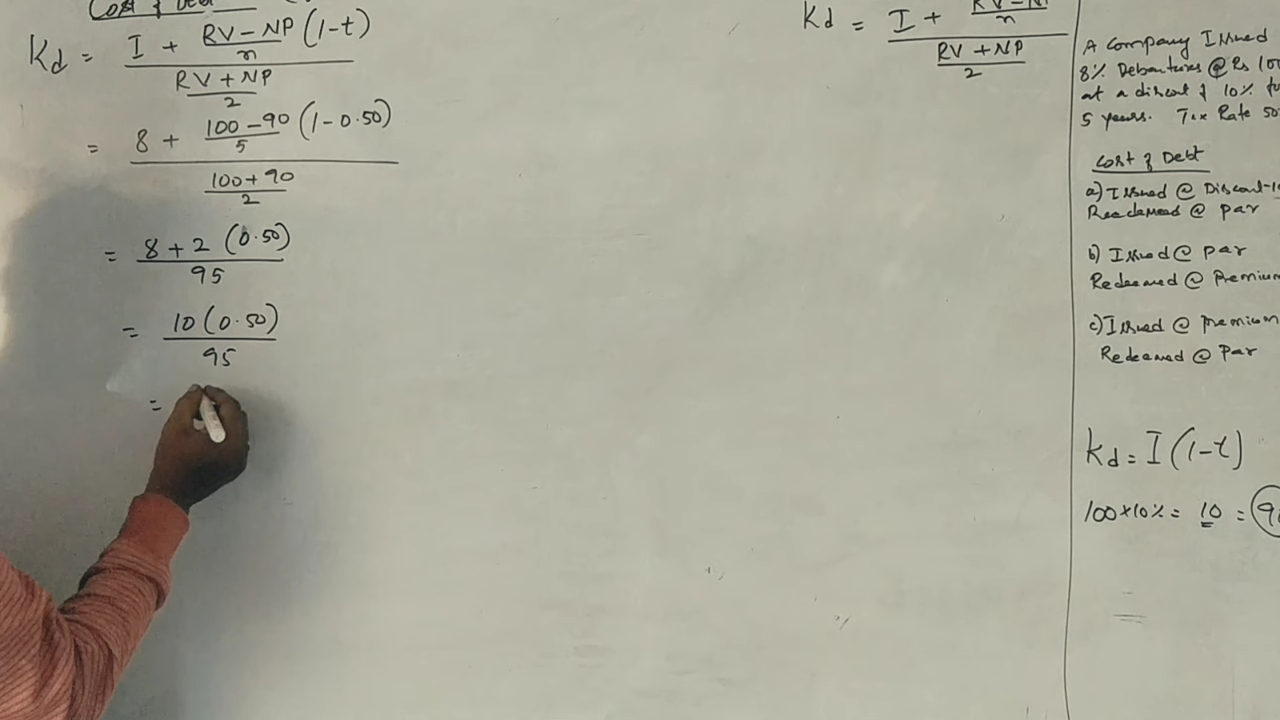 Cost of Debt
Kd = I + RV - NP / n (1-t)
RV + NP / 2
= 8 + 100 - 90 / 5 (1-0.50)
100 + 90 / 2
= 8 + 2 (0.50)
95
= 10 (0.50)
95
=
Kd = I + RV - NP / n
RV + NP / 2
A Company Issued
8% Debentures @ Rs 100
at a discount of 10% for
5 years. Tax Rate 50
Cost of Debt
a) Issued @ Discount-10
Reedemed @ par
b) Issued @ par
Redeemed @ Premium
c) Issued @ premium
Redeemed @ Par
Kd = I (1-t)
100×10% = 10 =